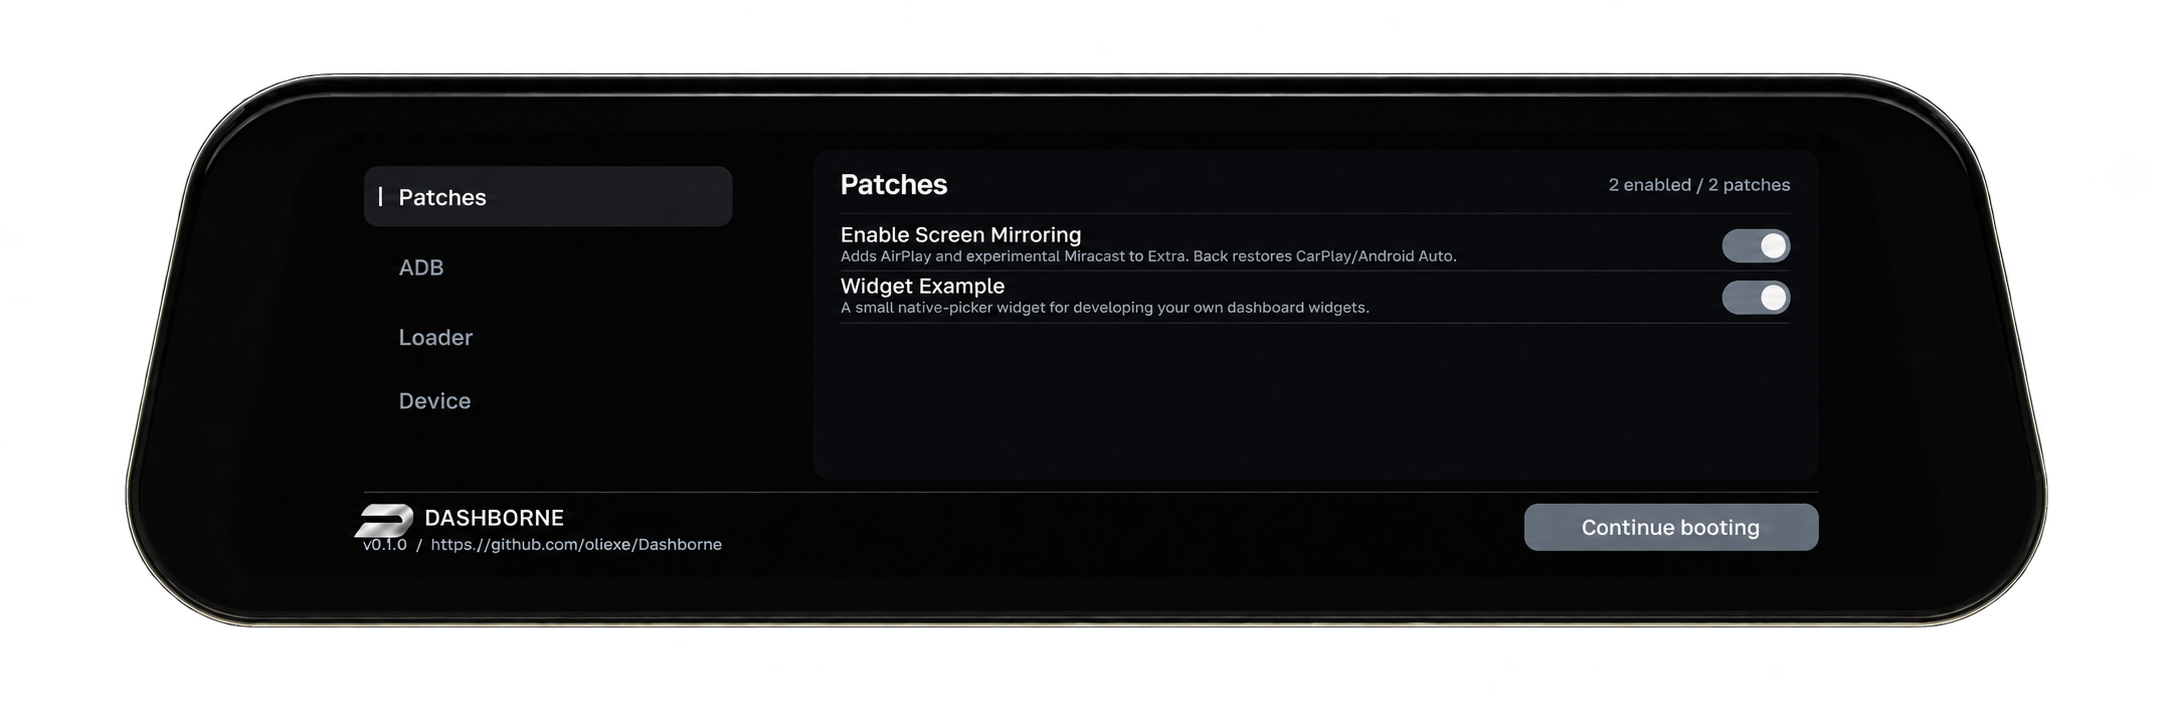 Patches
ADB
Loader
Device
Patches
2 enabled / 2 patches
Enable Screen Mirroring
Adds AirPlay and experimental Miracast to Extra. Back restores CarPlay/Android Auto.
Widget Example
A small native-picker widget for developing your own dashboard widgets.
DASHBORNE
v0.1.0 / https.//github.com/oliexe/Dashborne
Continue booting